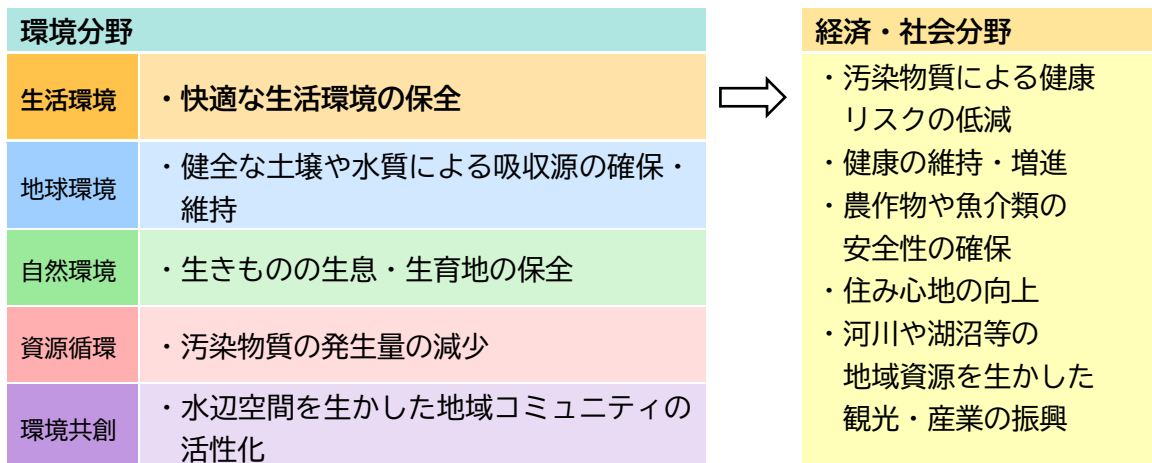 環境分野
生活環境
・快適な生活環境の保全
地球環境
・健全な土壌や水質による吸収源の確保・
維持
自然環境
・生きものの生息・生育地の保全
資源循環
・汚染物質の発生量の減少
環境共創
・水辺空間を生かした地域コミュニティの
活性化
経済・社会分野
・汚染物質による健康
リスクの低減
・健康の維持・増進
・農作物や魚介類の
安全性の確保
・住み心地の向上
・河川や湖沼等の
地域資源を生かした
観光・産業の振興